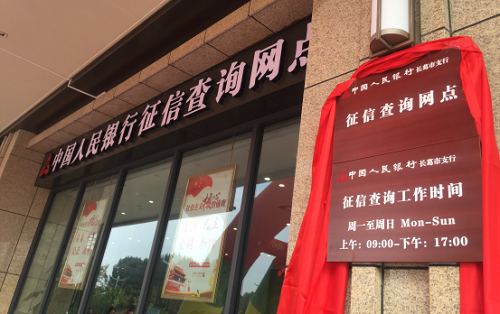 中国人民银行征信查询网点
中国人民银行长葛市支行
征信查询网点
中国人民银行长葛市支行
征信查询工作时间
周一至周日 Mon-Sun
上午：09:00-下午：17:00